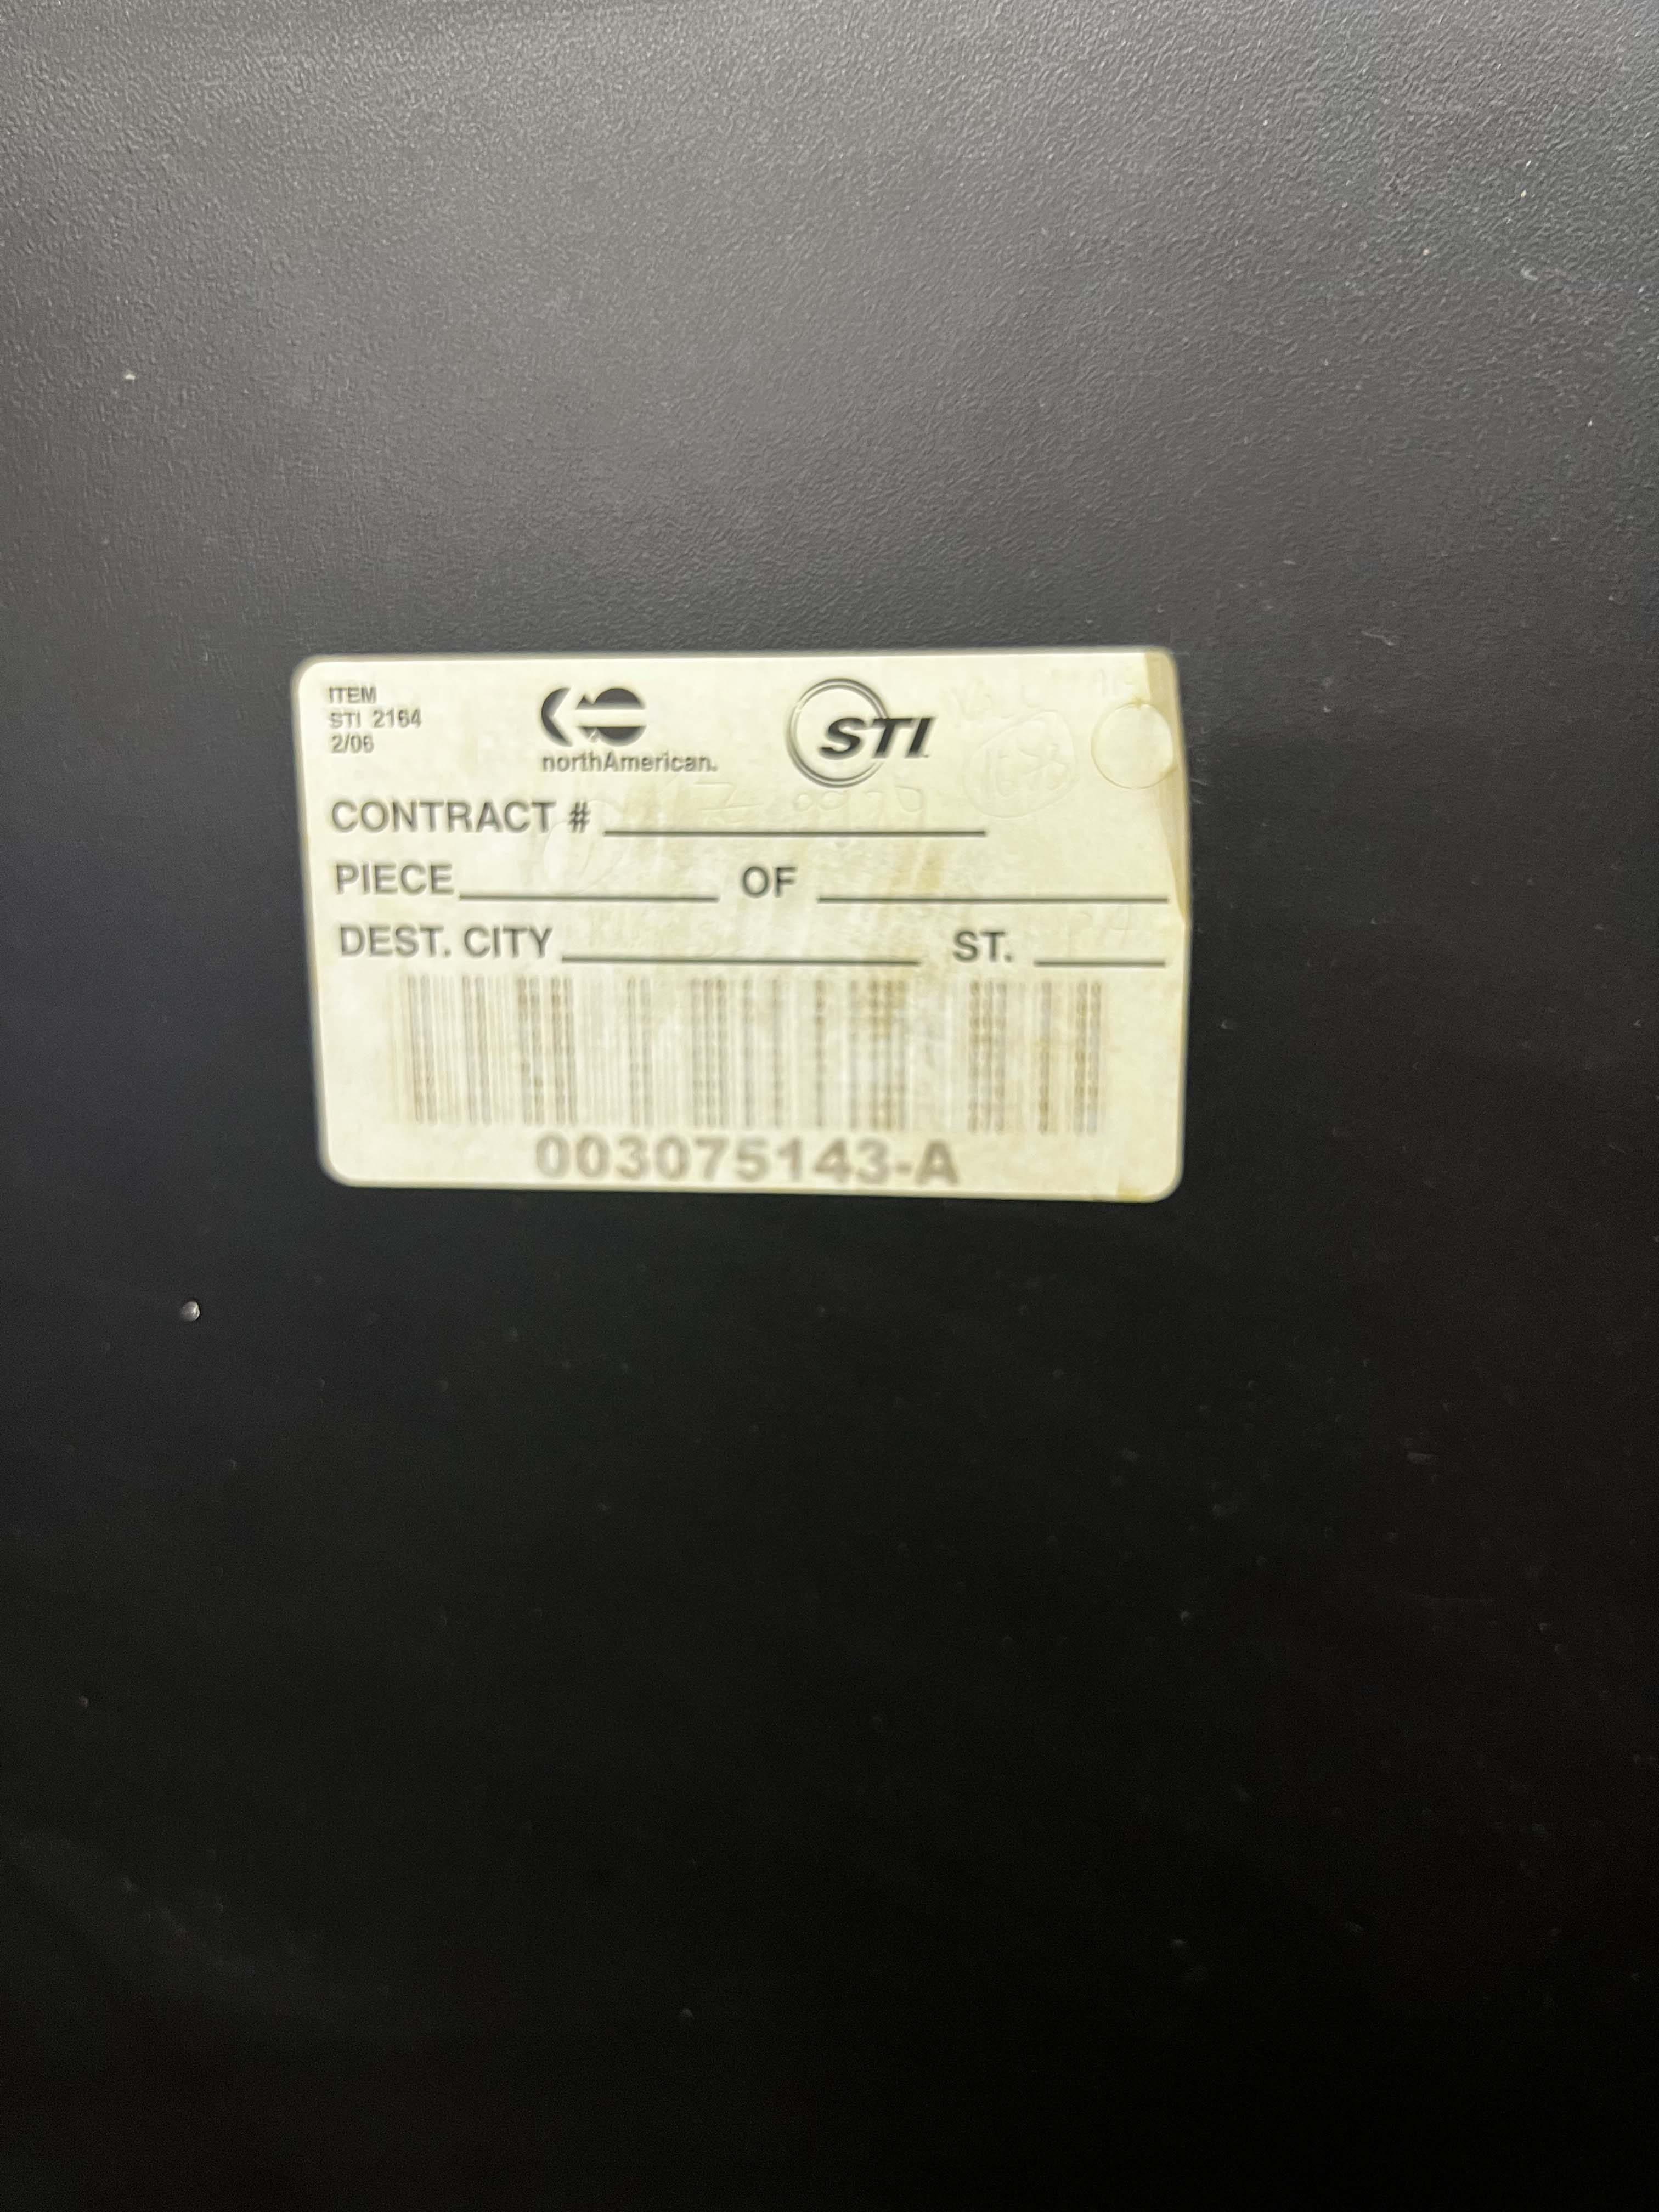 ITEM
STI 2164
2/06
northAmerican.
STI
CONTRACT #
PIECE OF
DEST. CITY ST.
003075143-A